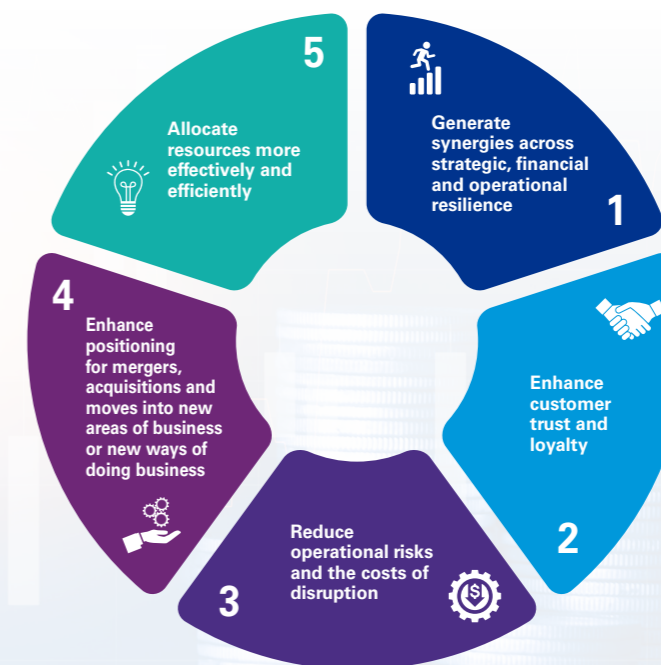 1
Generate
synergies across
strategic, financial
and operational
resilience
2
Enhance
customer
trust and
loyalty
3
Reduce
operational risks
and the costs of
disruption
4
Enhance
positioning
for mergers,
acquisitions and
moves into new
areas of business
or new ways of
doing business
5
Allocate
resources more
effectively and
efficiently
$